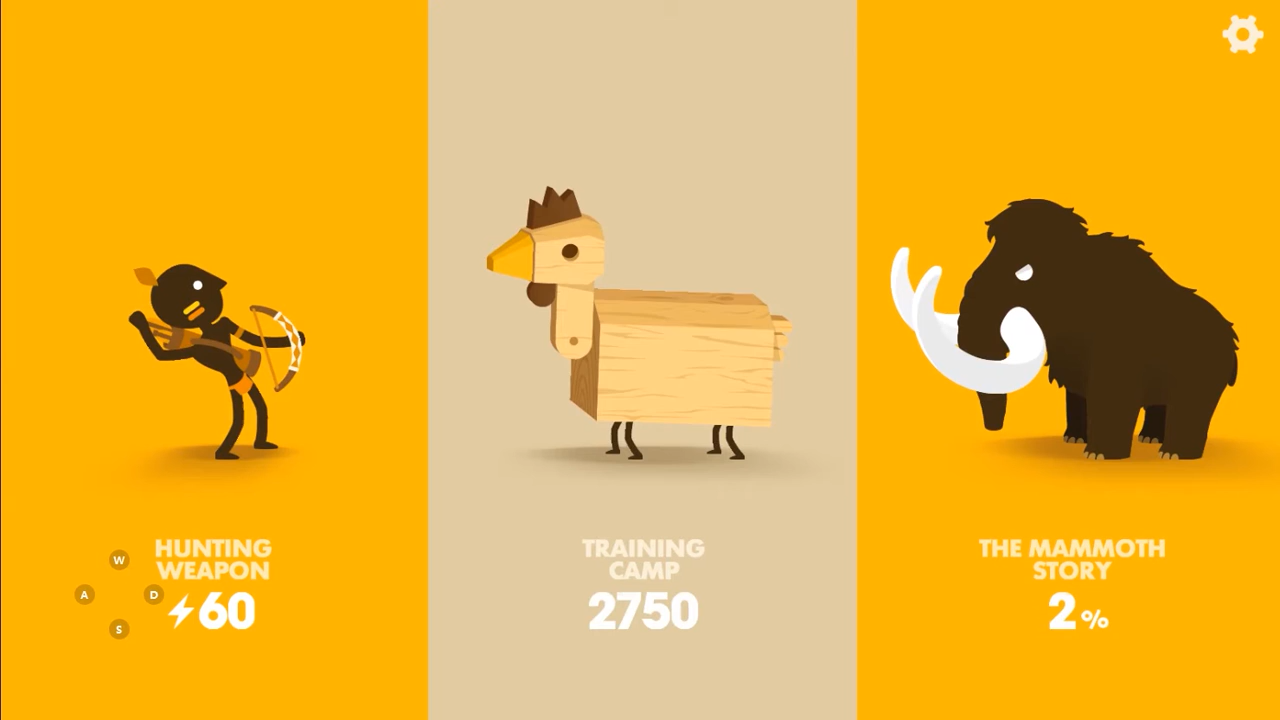 HUNTING
WEAPON
60
W
A
D
S
TRAINING
CAMP
2750
THE MAMMOTH
STORY
2%